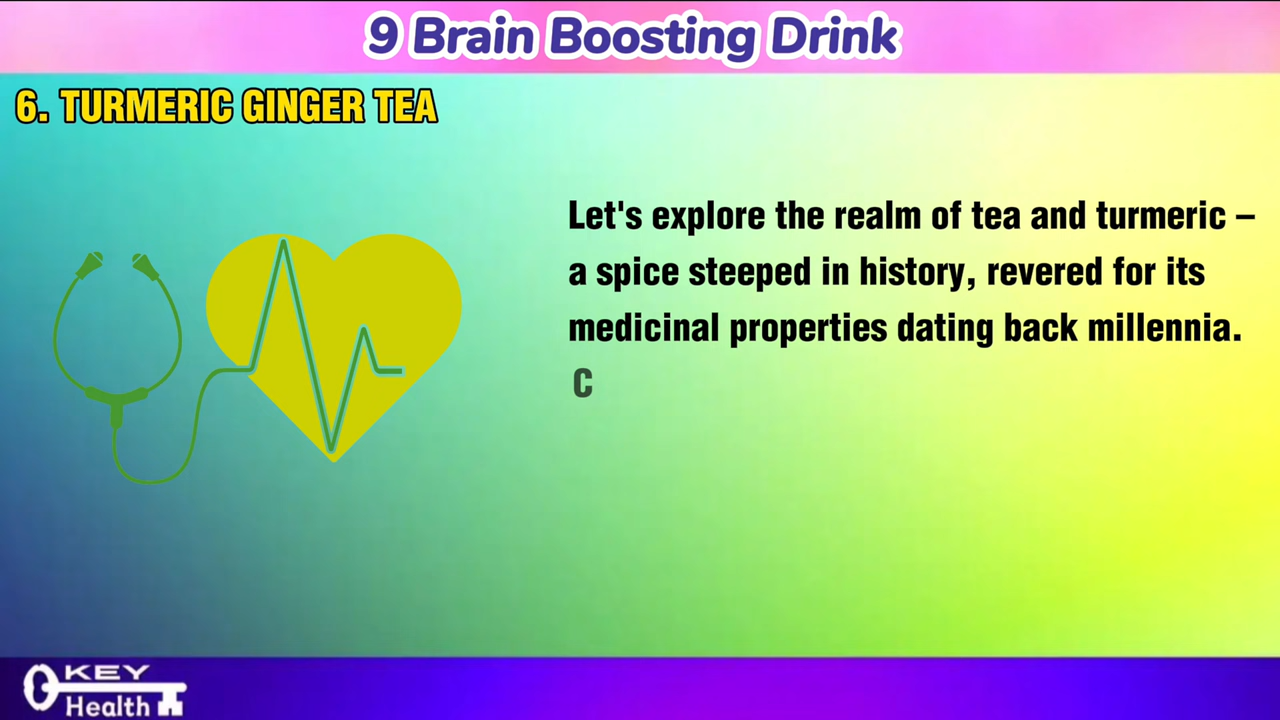 9 Brain Boosting Drink
6. TURMERIC GINGER TEA
Let's explore the realm of tea and turmeric –
a spice steeped in history, revered for its
medicinal properties dating back millennia.
C
KEY
Health